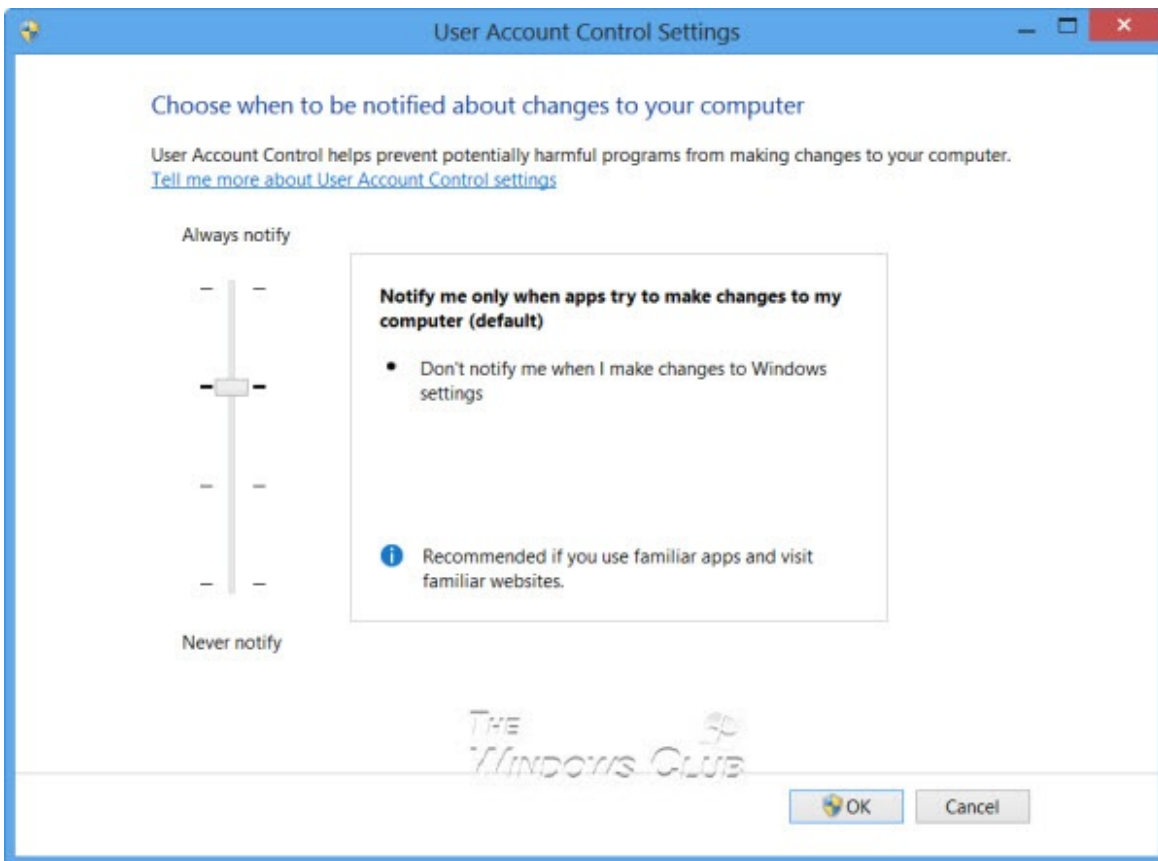 User Account Control Settings
Choose when to be notified about changes to your computer
User Account Control helps prevent potentially harmful programs from making changes to your computer.
Tell me more about User Account Control settings
Always notify
Notify me only when apps try to make changes to my
computer (default)
• Don't notify me when I make changes to Windows
settings
Recommended if you use familiar apps and visit
familiar websites.
Never notify
THE
WINDOWS CLUB
OK Cancel